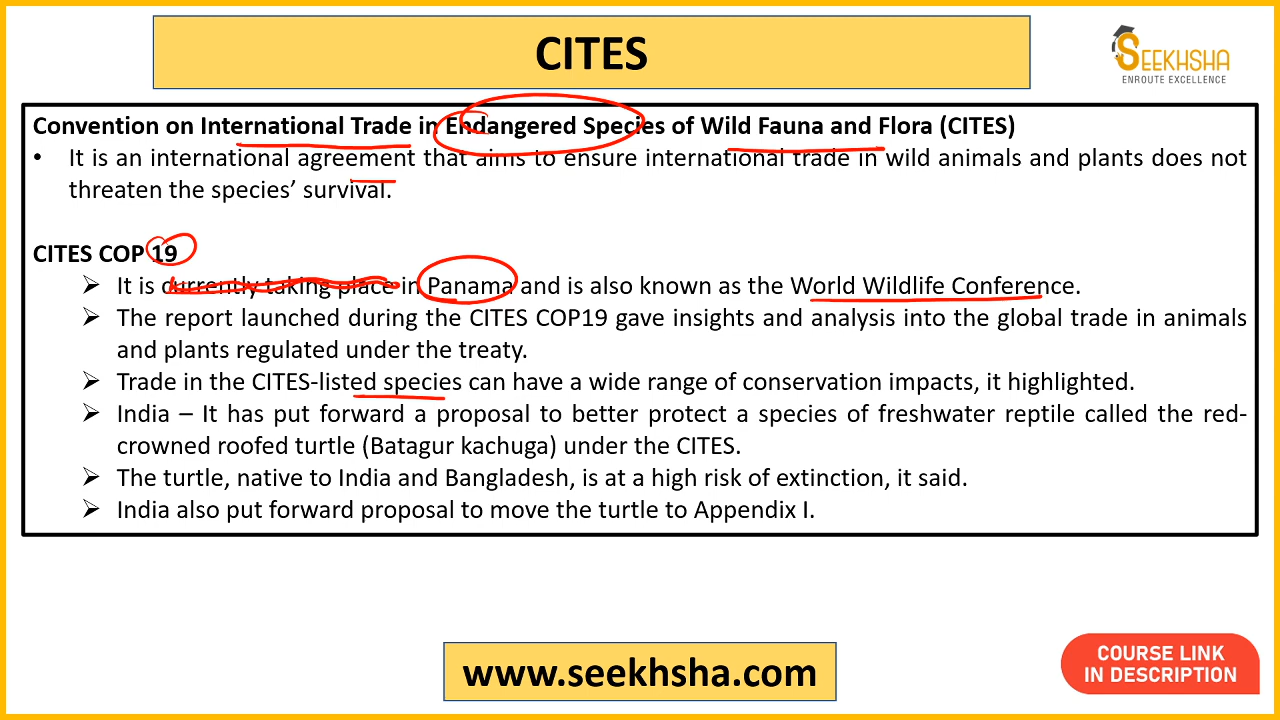 CITES
SEEKHSHA
ENROUTE EXCELLENCE
Convention on International Trade in Endangered Species of Wild Fauna and Flora (CITES)
• It is an international agreement that aims to ensure international trade in wild animals and plants does not
threaten the species’ survival.
CITES COP 19
➢ It is currently taking place in Panama and is also known as the World Wildlife Conference.
➢ The report launched during the CITES COP19 gave insights and analysis into the global trade in animals
and plants regulated under the treaty.
➢ Trade in the CITES-listed species can have a wide range of conservation impacts, it highlighted.
➢ India – It has put forward a proposal to better protect a species of freshwater reptile called the red-
crowned roofed turtle (Batagur kachuga) under the CITES.
➢ The turtle, native to India and Bangladesh, is at a high risk of extinction, it said.
➢ India also put forward proposal to move the turtle to Appendix I.
www.seekhsha.com
COURSE LINK
IN DESCRIPTION